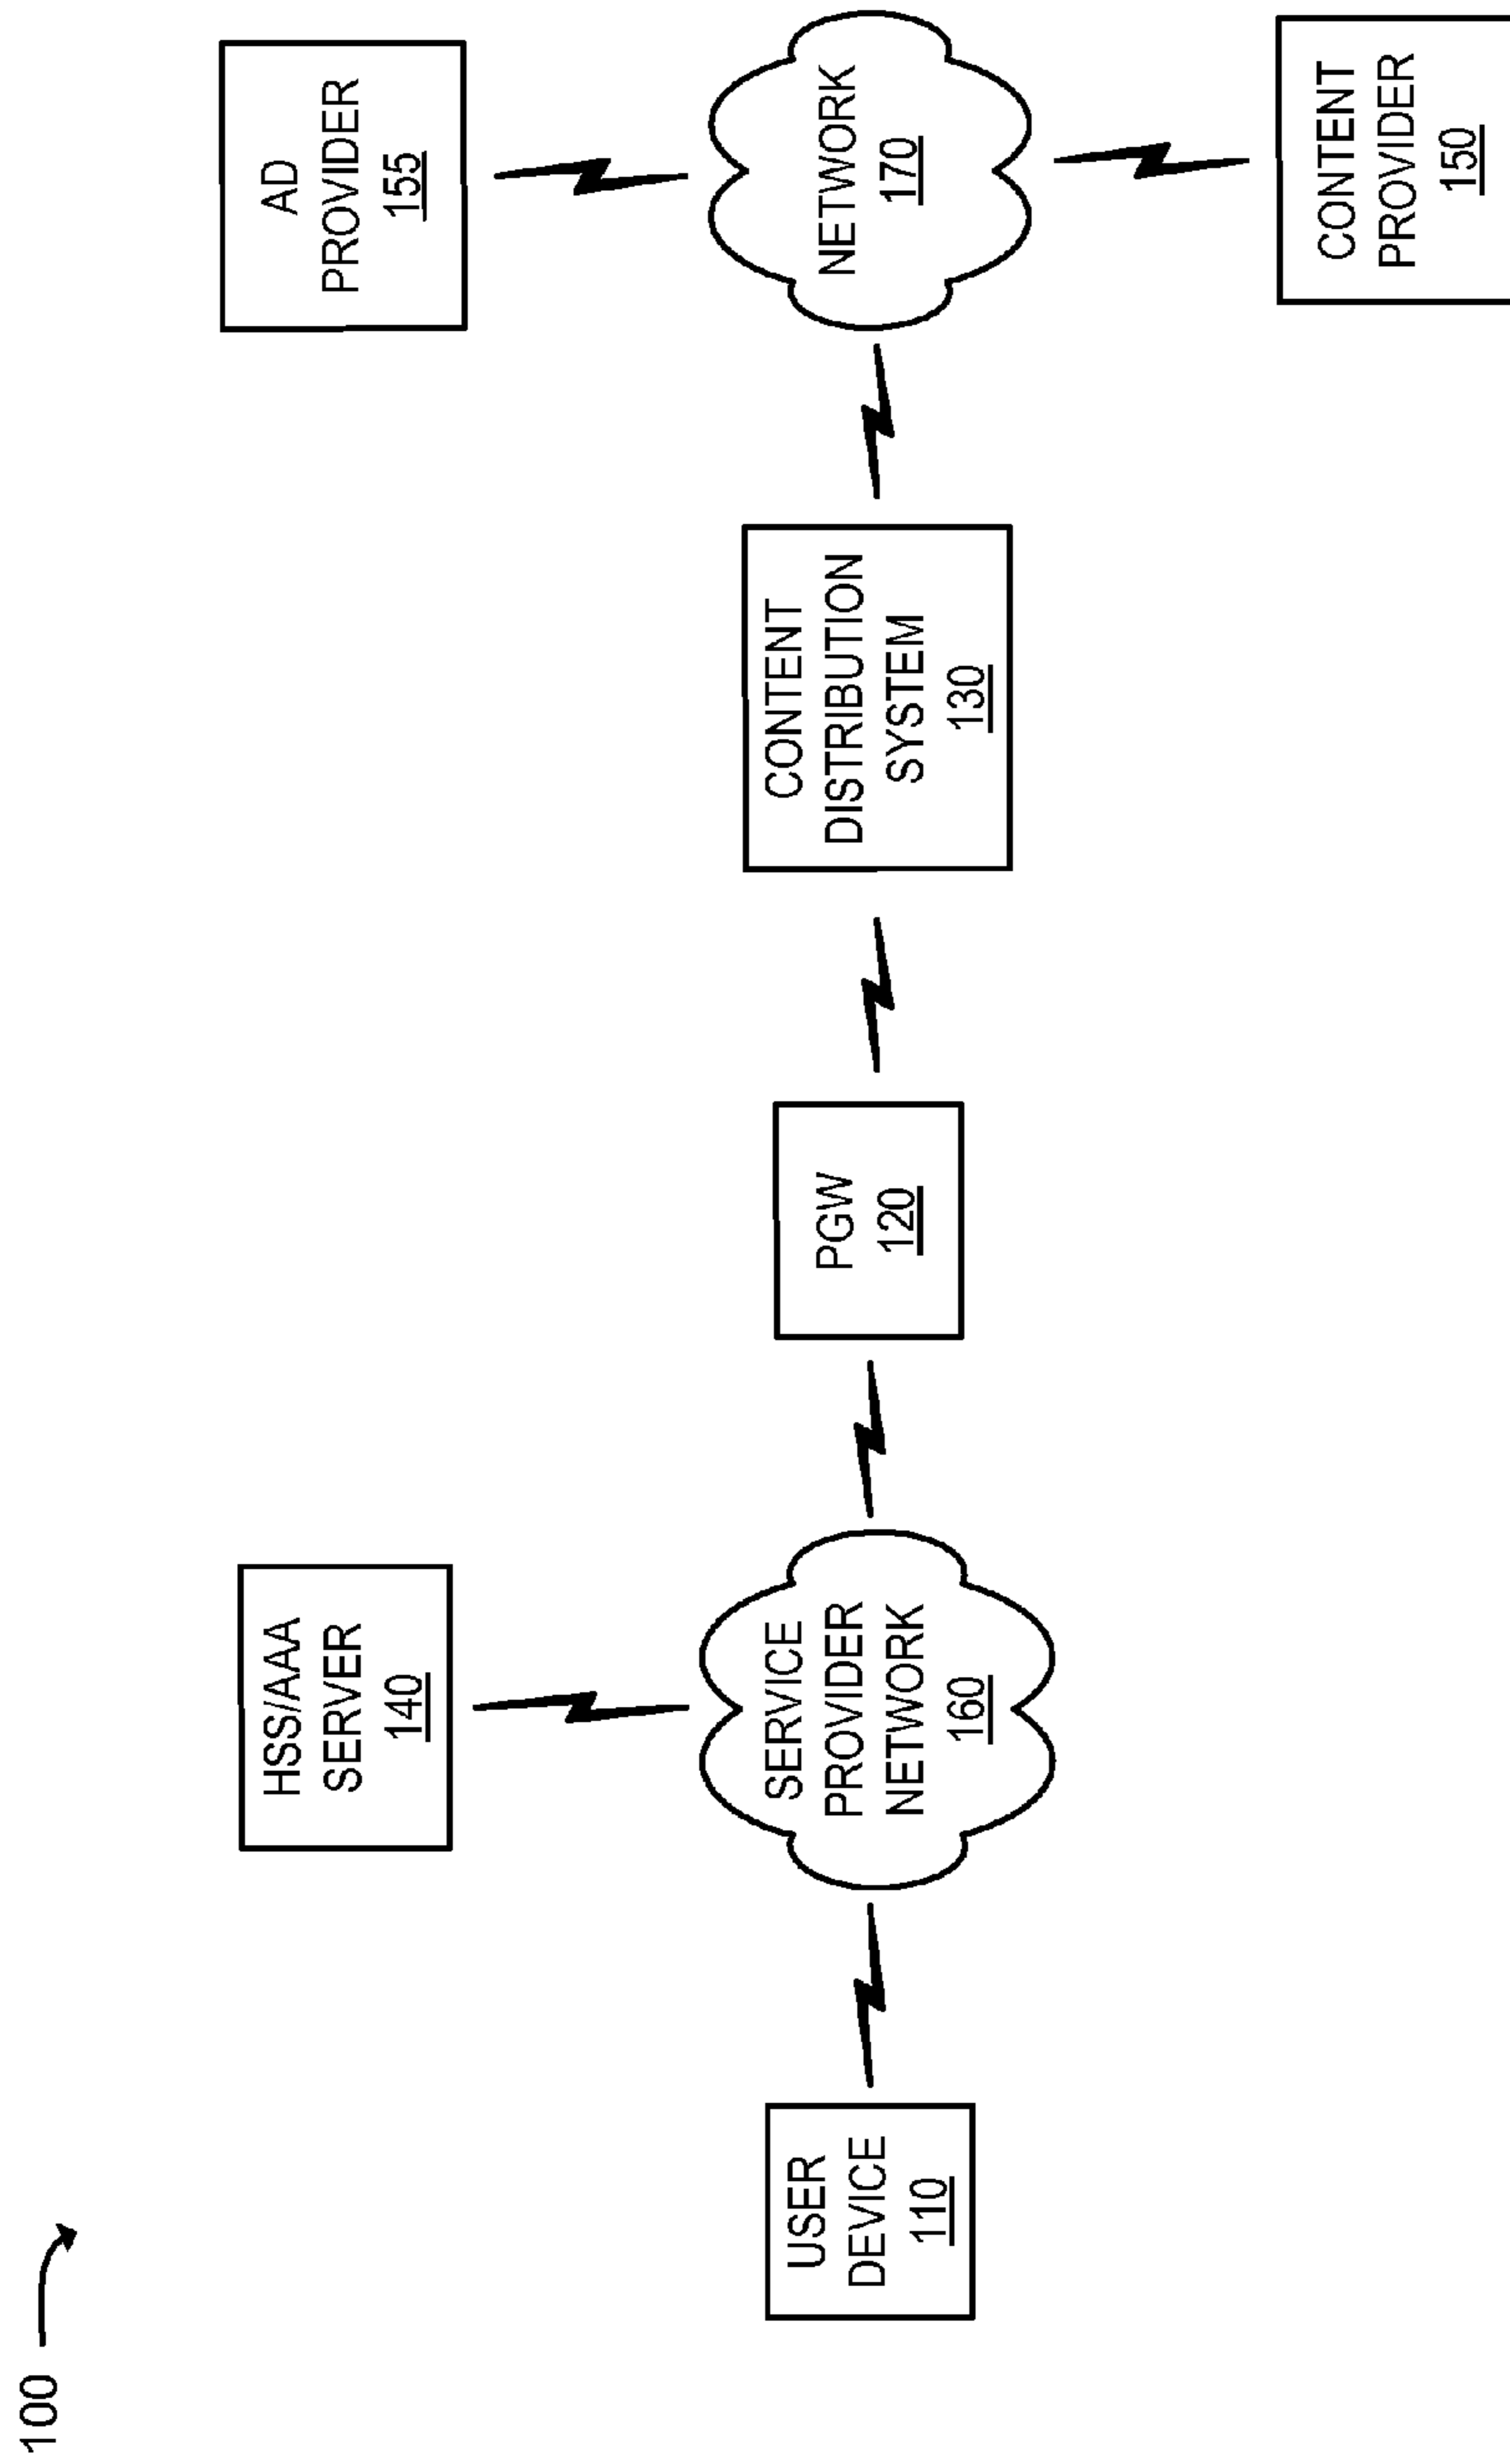 100
HSS/AAA
SERVER
140
AD
PROVIDER
155
USER
DEVICE
110
SERVICE
PROVIDER
NETWORK
160
PGW
120
CONTENT
DISTRIBUTION
SYSTEM
130
NETWORK
170
CONTENT
PROVIDER
150